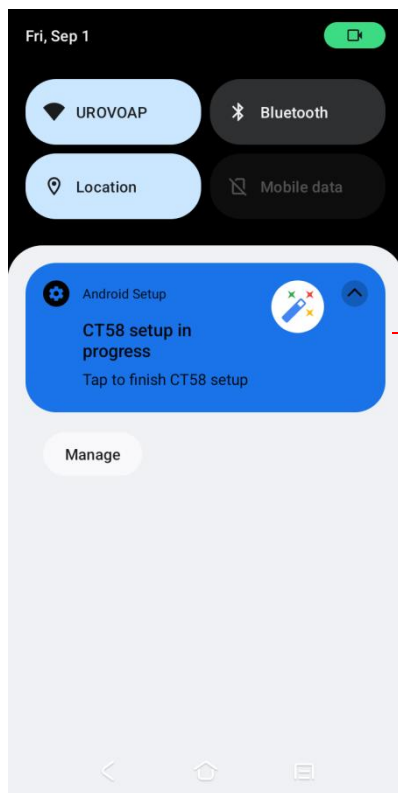 Fri, Sep 1
UROVOAP
Bluetooth
Location
Mobile data
Android Setup
CT58 setup in
progress
Tap to finish CT58 setup
Manage